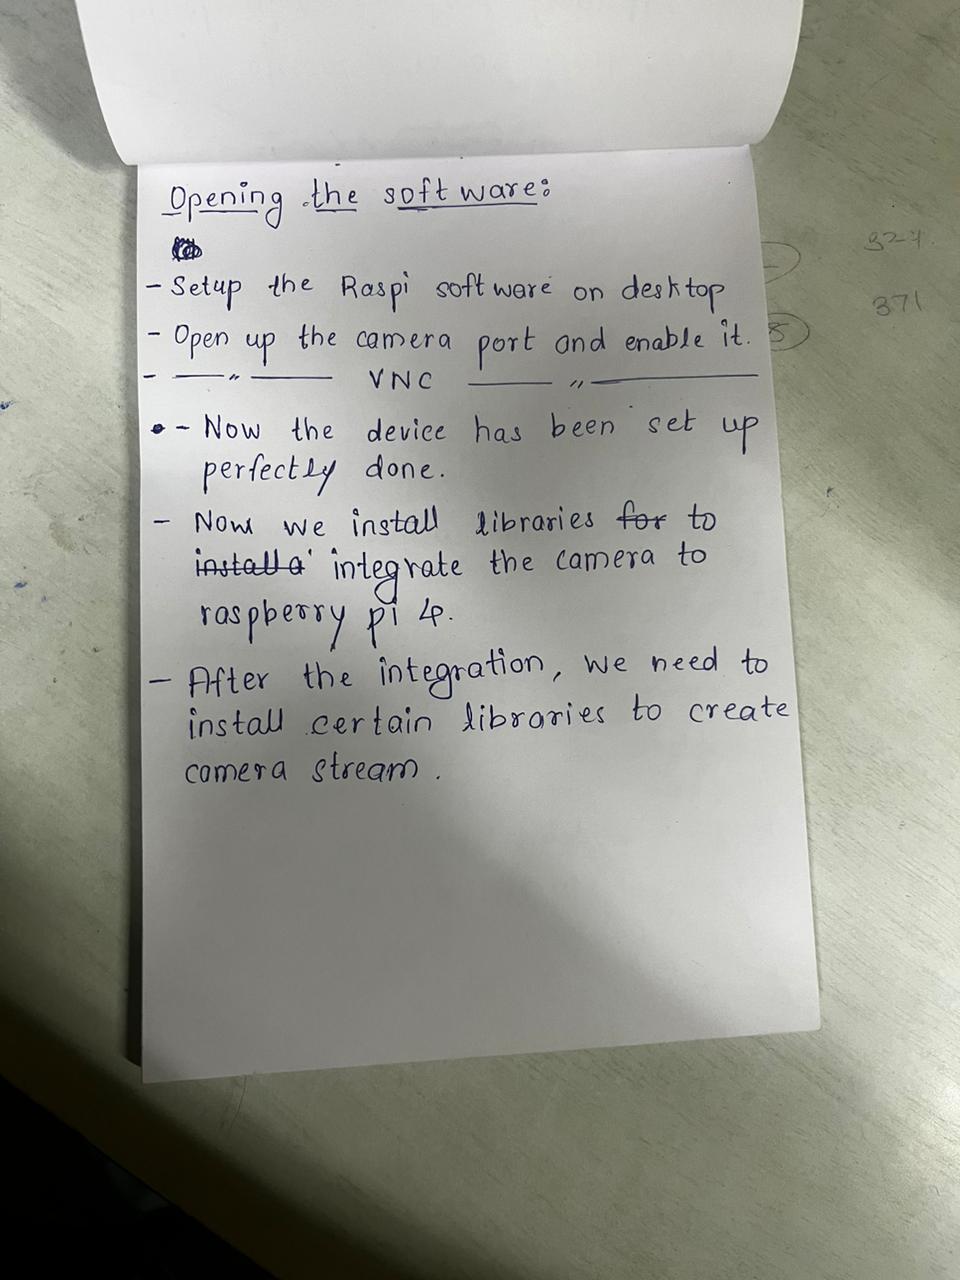 Opening the software:
- Setup the Raspi software on desktop
- Open up the camera port and enable it.
- —〃— VNC —〃—
• - Now the device has been set up
perfectly done.
- Now we install libraries for to
install a integrate the camera to
raspberry pi 4.
- After the integration, we need to
install certain libraries to create
camera stream.
324
371
8